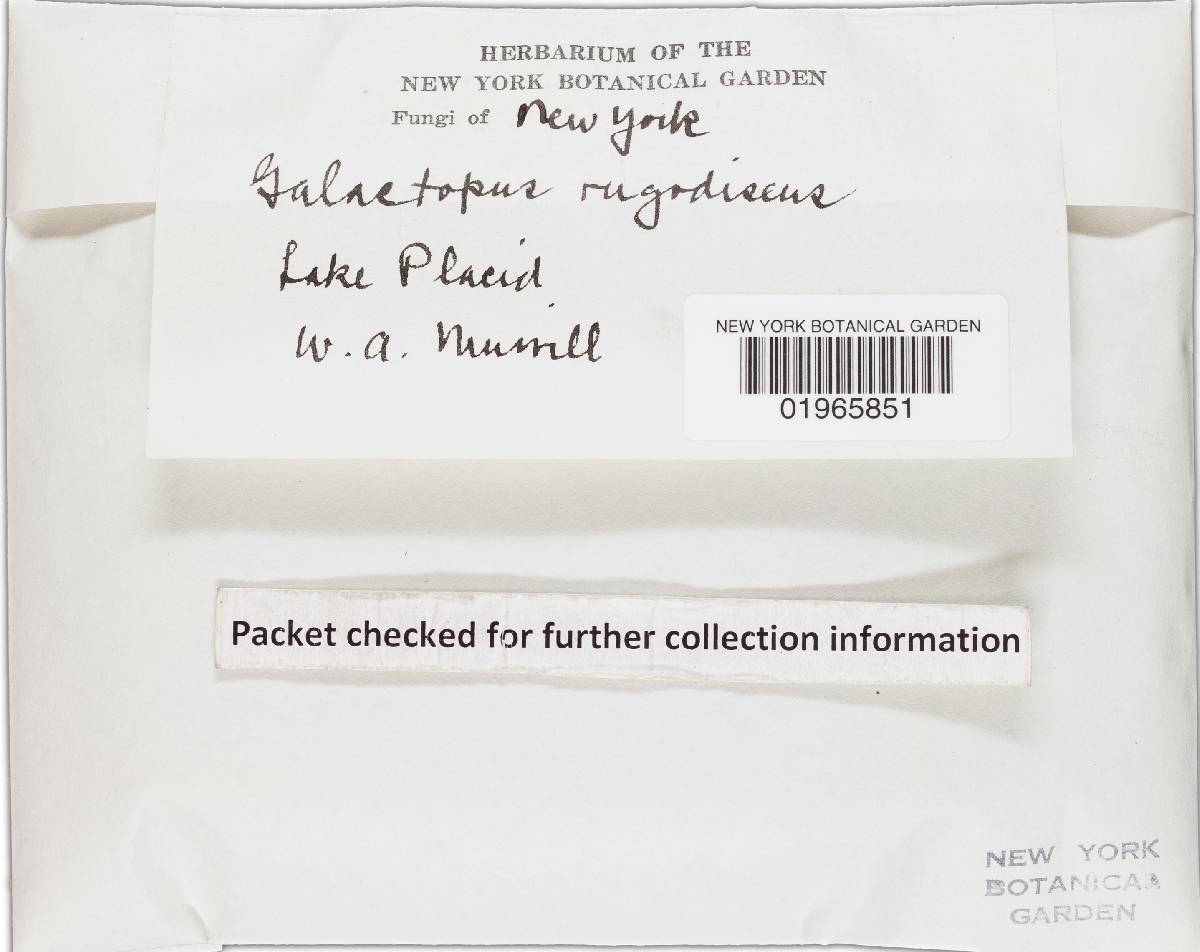 HERBARIUM OF THE
NEW YORK BOTANICAL GARDEN
Fungi of New York
Galactopus rugodiscus
Lake Placid
W. A. Murrill
NEW YORK BOTANICAL GARDEN
01965851
Packet checked for further collection information
NEW YORK
BOTANICAL
GARDEN